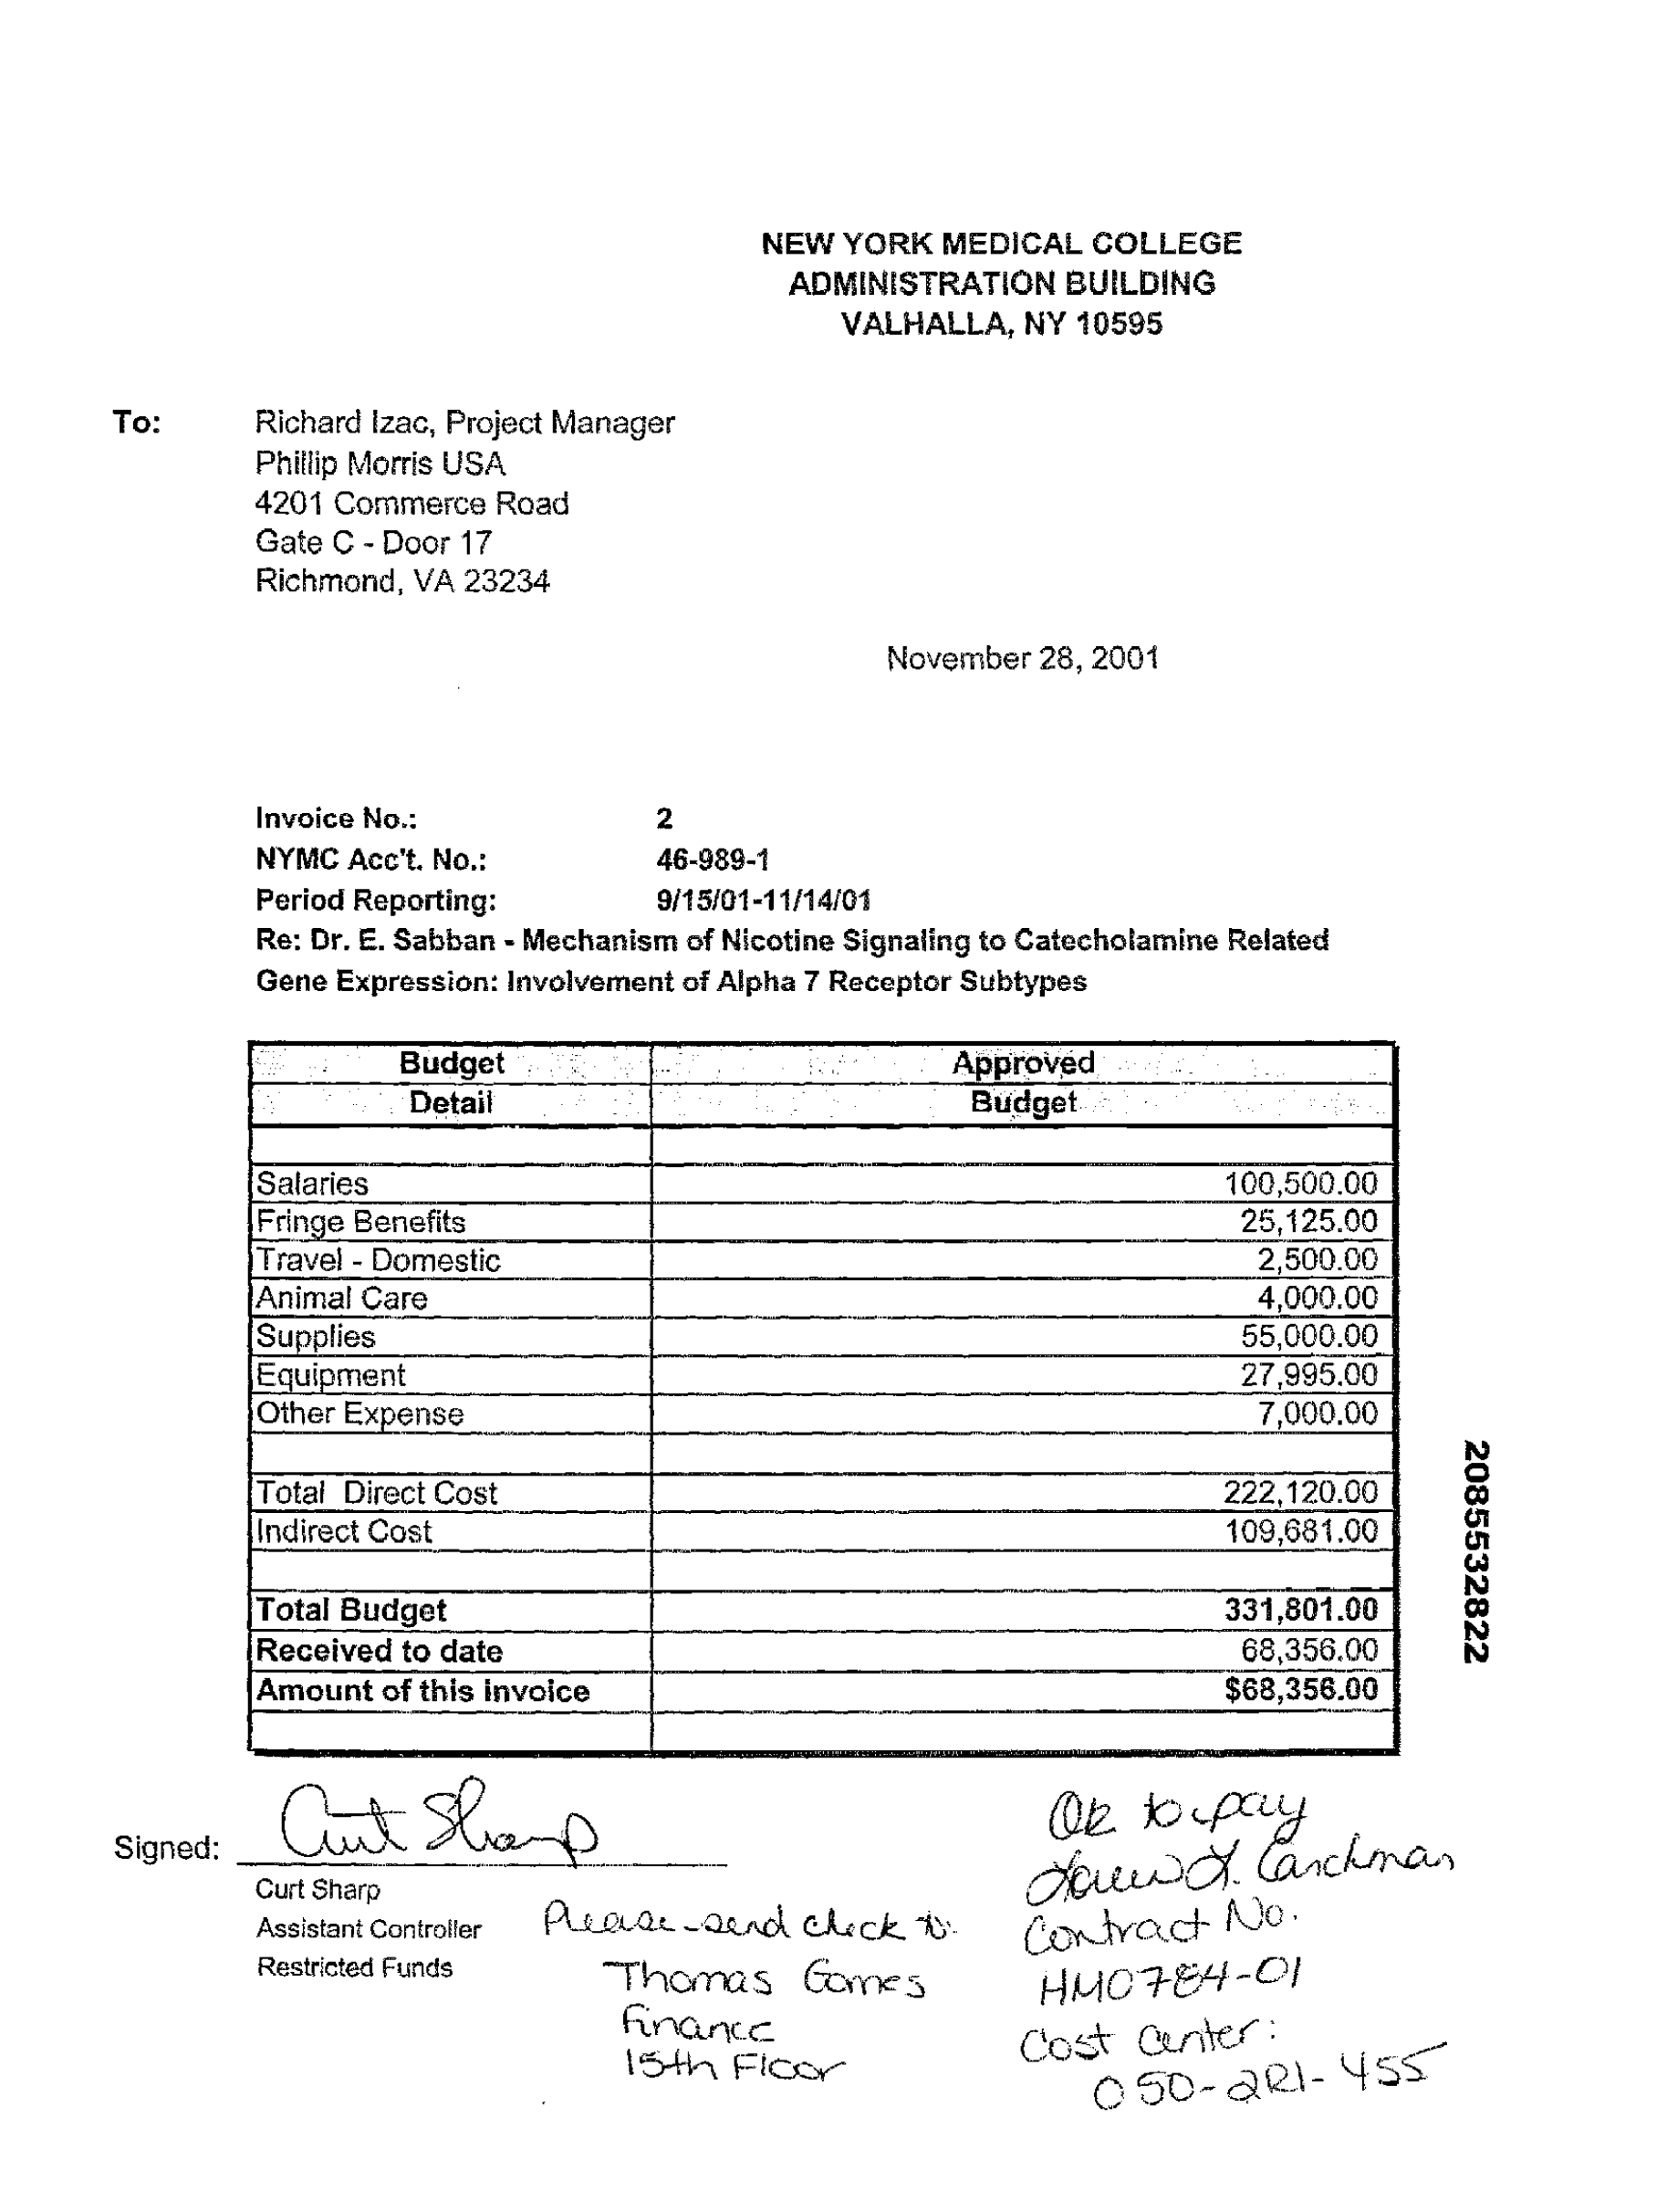 NEW YORK MEDICAL COLLEGE
ADMINISTRATION BUILDING
VALHALLA, NY 10595
To: Richard Izac, Project Manager
Phillip Morris USA
4201 Commerce Road
Gate C - Door 17
Richmond, VA 23234
November 28, 2001
Invoice No.: 2
NYMC Acc't. No.: 46-989-1
Period Reporting: 9/15/01-11/14/01
Re: Dr. E. Sabban - Mechanism of Nicotine Signaling to Catecholamine Related
Gene Expression: Involvement of Alpha 7 Receptor Subtypes
Budget Approved
Detail Budget
Salaries 100,500.00
Fringe Benefits 25,125.00
Travel - Domestic 2,500.00
Animal Care 4,000.00
Supplies 55,000.00
Equipment 27,995.00
Other Expense 7,000.00
Total Direct Cost 222,120.00
Indirect Cost 109,681.00
Total Budget 331,801.00
Received to date 68,356.00
Amount of this invoice $68,356.00
2085532822
Signed: Curt Sharp
Curt Sharp
Assistant Controller
Restricted Funds
Please send check to:
Thomas Gomes
Finance
15th Floor
OK to pay
Carchman
Contract No.
HM0784-01
Cost Center:
050-2R1-455